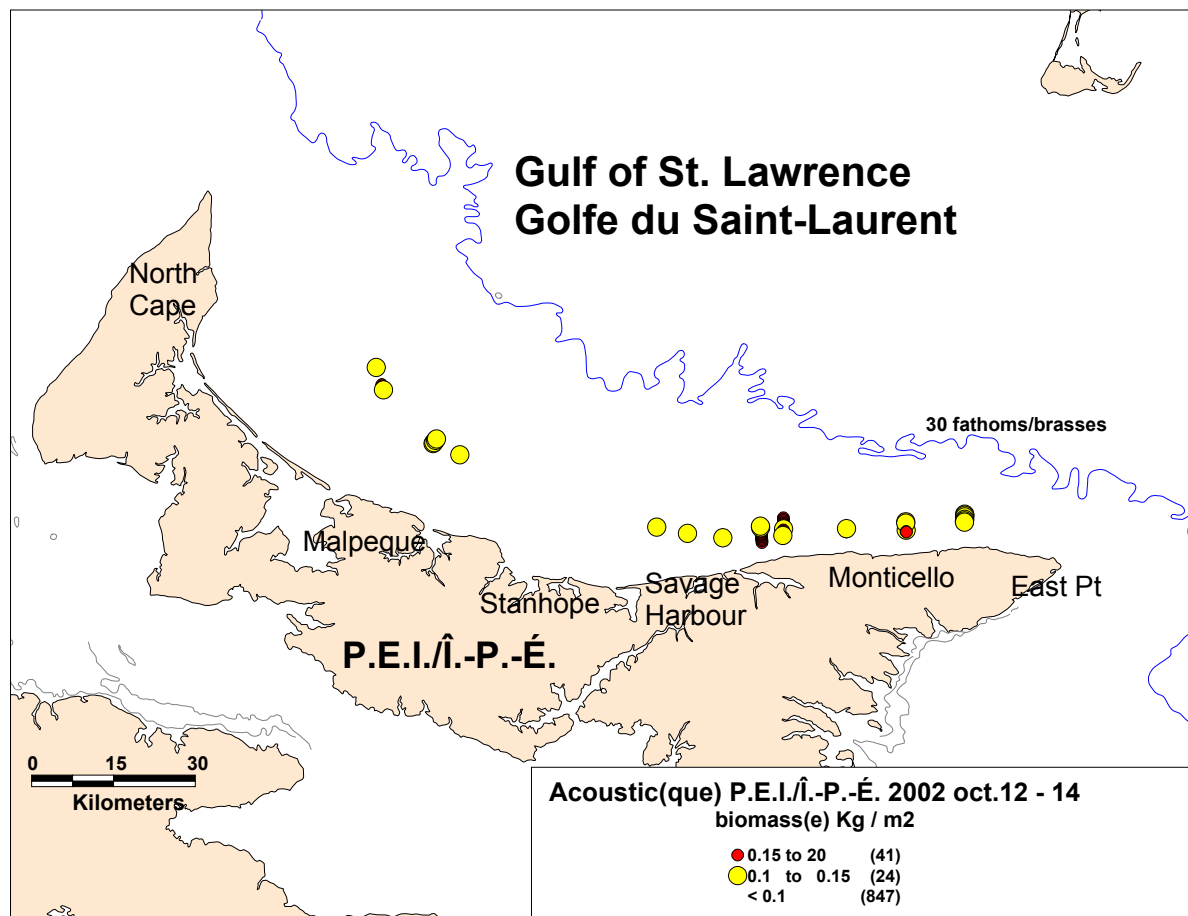 Gulf of St. Lawrence
Golfe du Saint-Laurent
North
Cape
30 fathoms/brasses
Malpeque
Stanhope
Savage
Harbour
Monticello
East Pt
P.E.I./Î.-P.-É.
0 15 30
Kilometers
Acoustic(que) P.E.I./Î.-P.-É. 2002 oct.12 - 14
biomass(e) Kg / m2
0.15 to 20 (41)
0.1 to 0.15 (24)
< 0.1 (847)